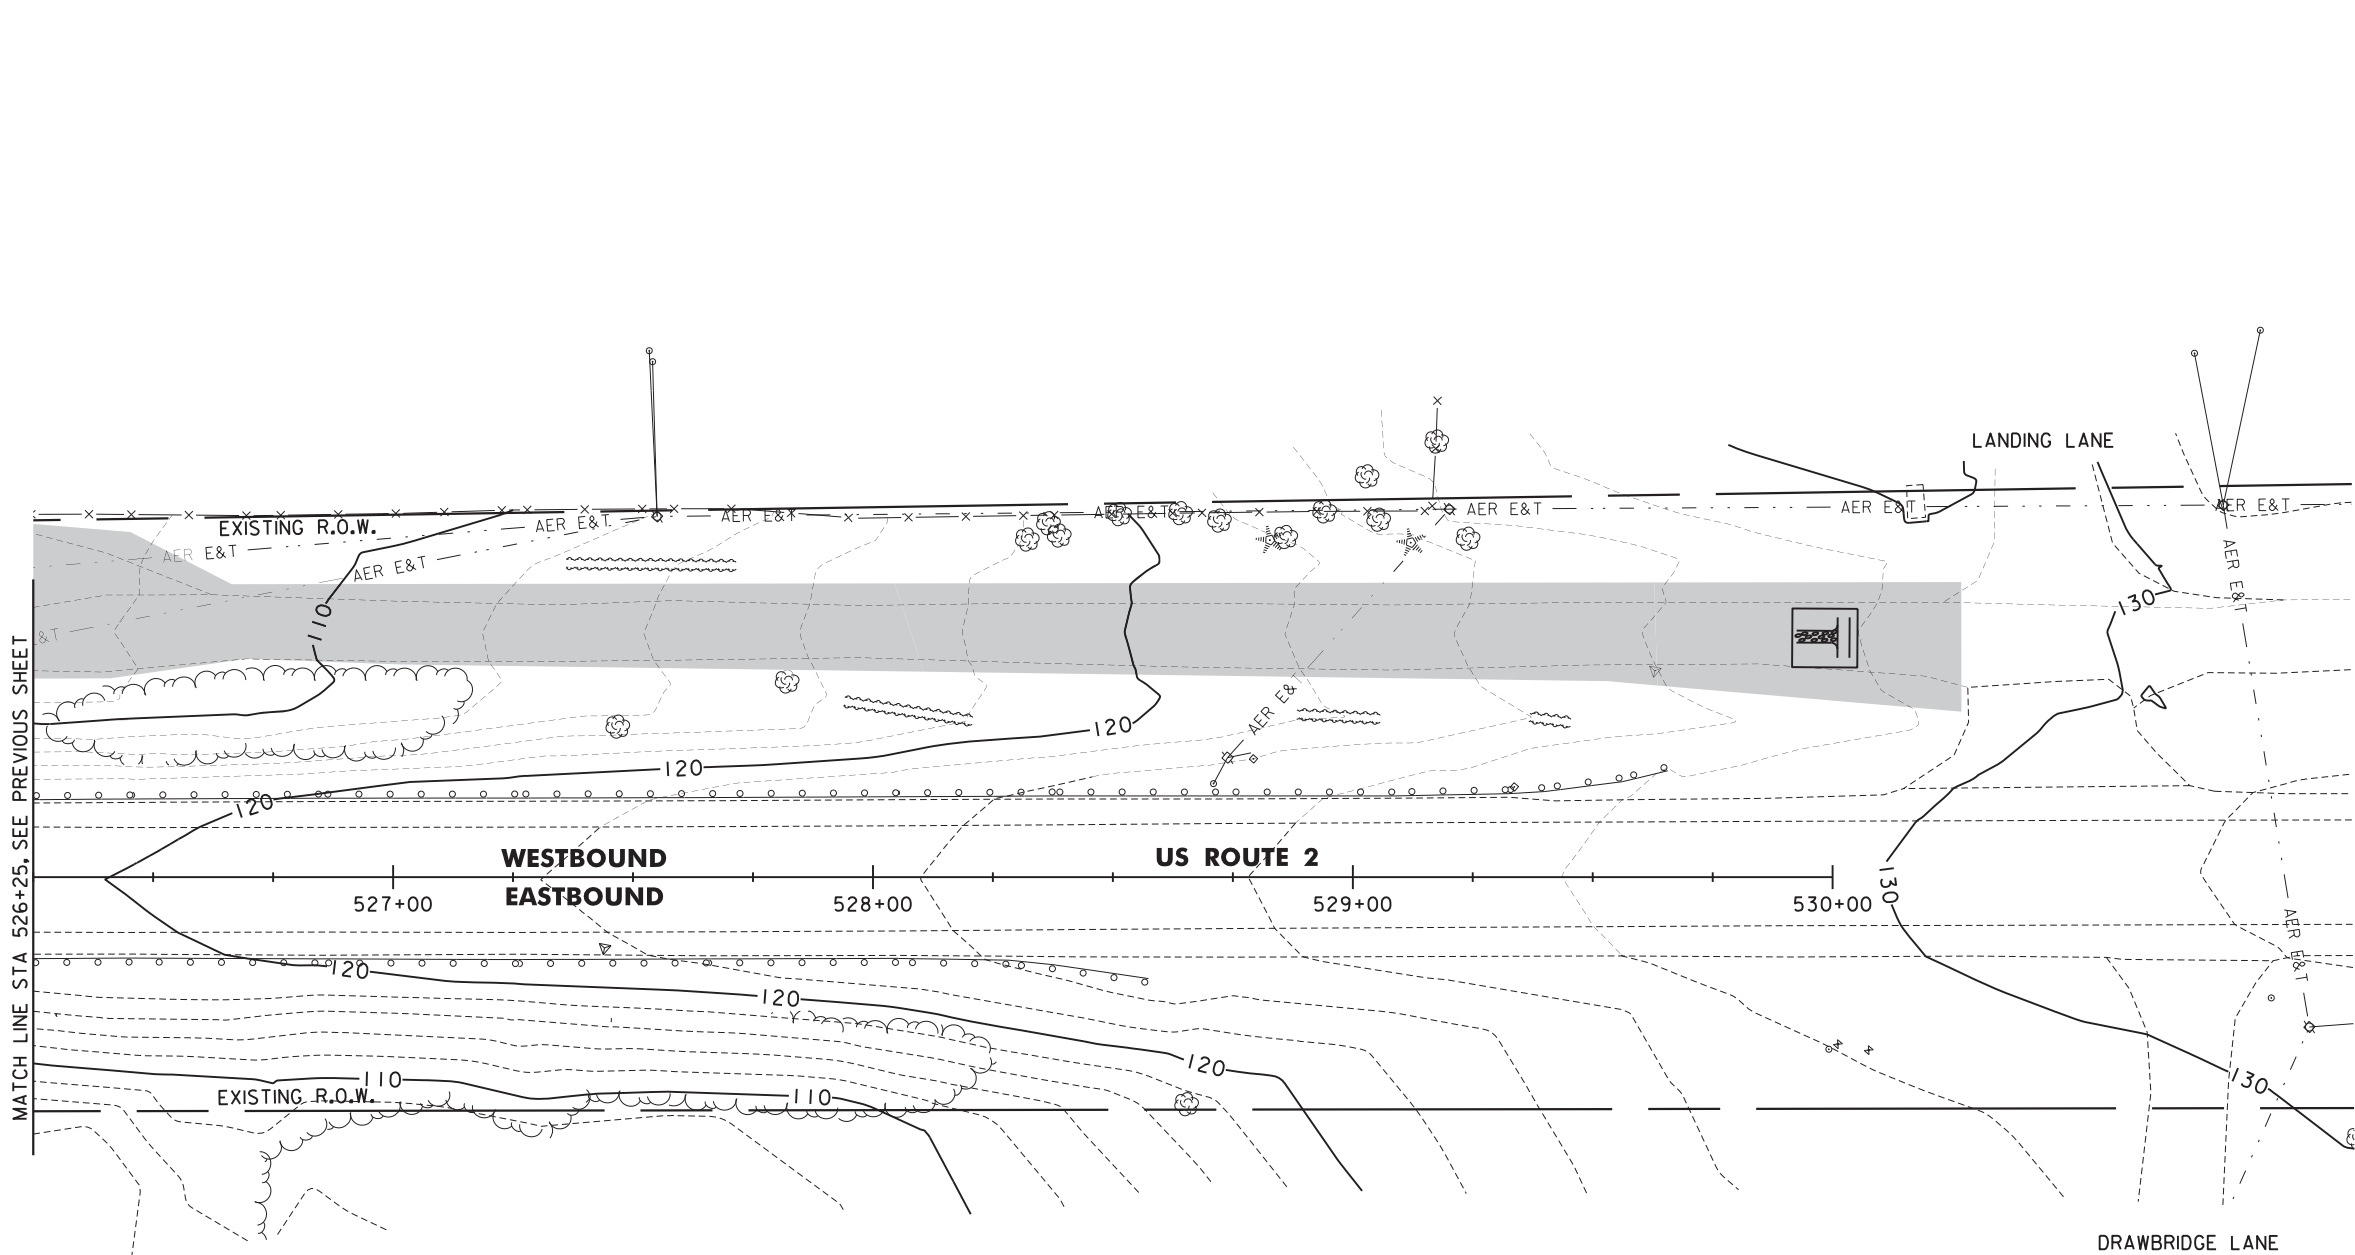 LANDING LANE
EXISTING R.O.W.
AER E&T
AER E&T
AER E&T
AER E&T
AER E&T
AER E&T
AER E&T
AER E&T
AER E&T
&T
110
130
AER E&T
AER E&
120
120
120
MATCH LINE STA 526+25, SEE PREVIOUS SHEET
WESTBOUND
US ROUTE 2
EASTBOUND
527+00
528+00
529+00
530+00
130
AER E&T
120
120
120
110
110
130
EXISTING R.O.W.
DRAWBRIDGE LANE